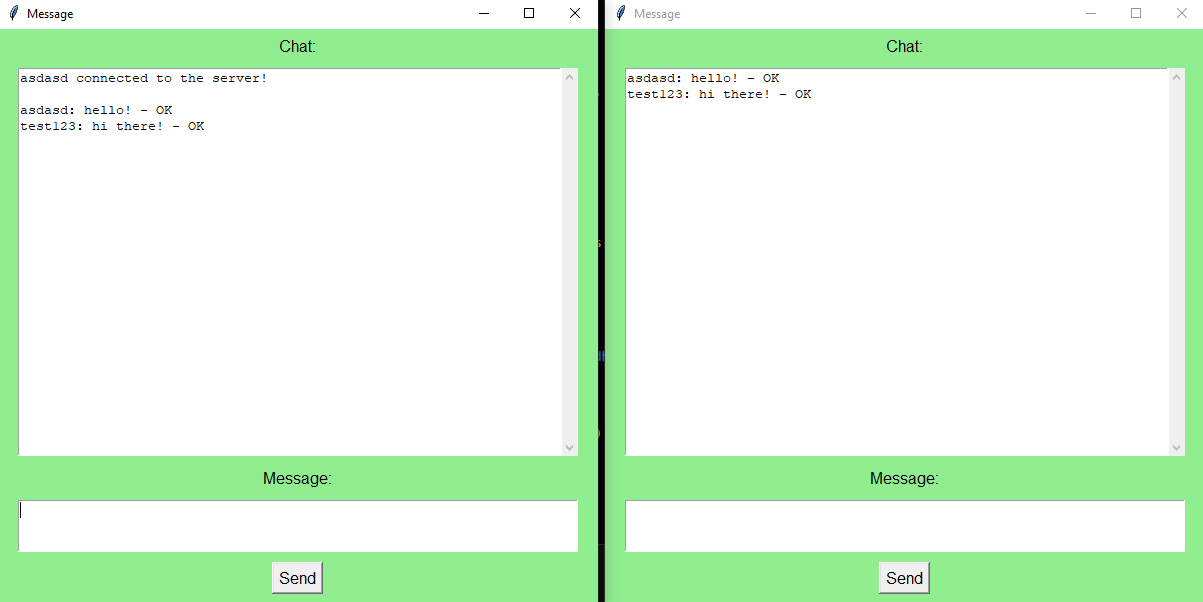 Message
Chat:
asdasd connected to the server!
asdasd: hello! - OK
test123: hi there! - OK
Message:
Send
Message
Chat:
asdasd: hello! - OK
test123: hi there! - OK
Message:
Send